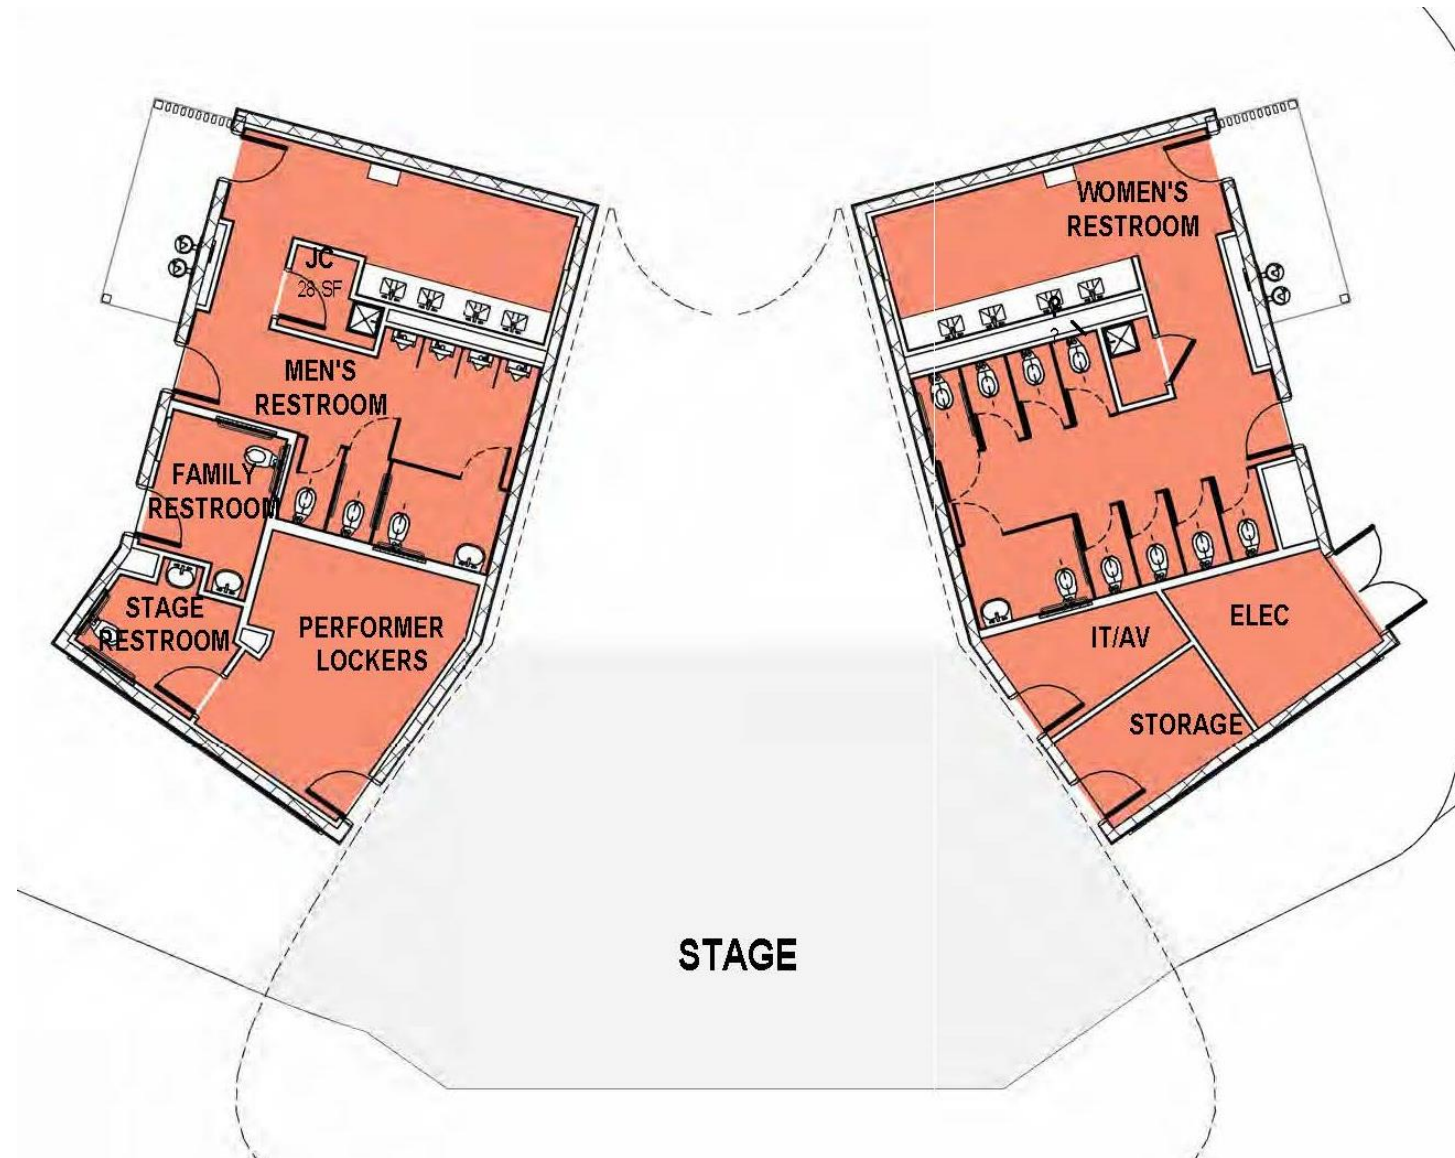 WOMEN'S
RESTROOM
JC
28 SF
MEN'S
RESTROOM
FAMILY
RESTROOM
STAGE
RESTROOM
PERFORMER
LOCKERS
IT/AV
ELEC
STORAGE
STAGE